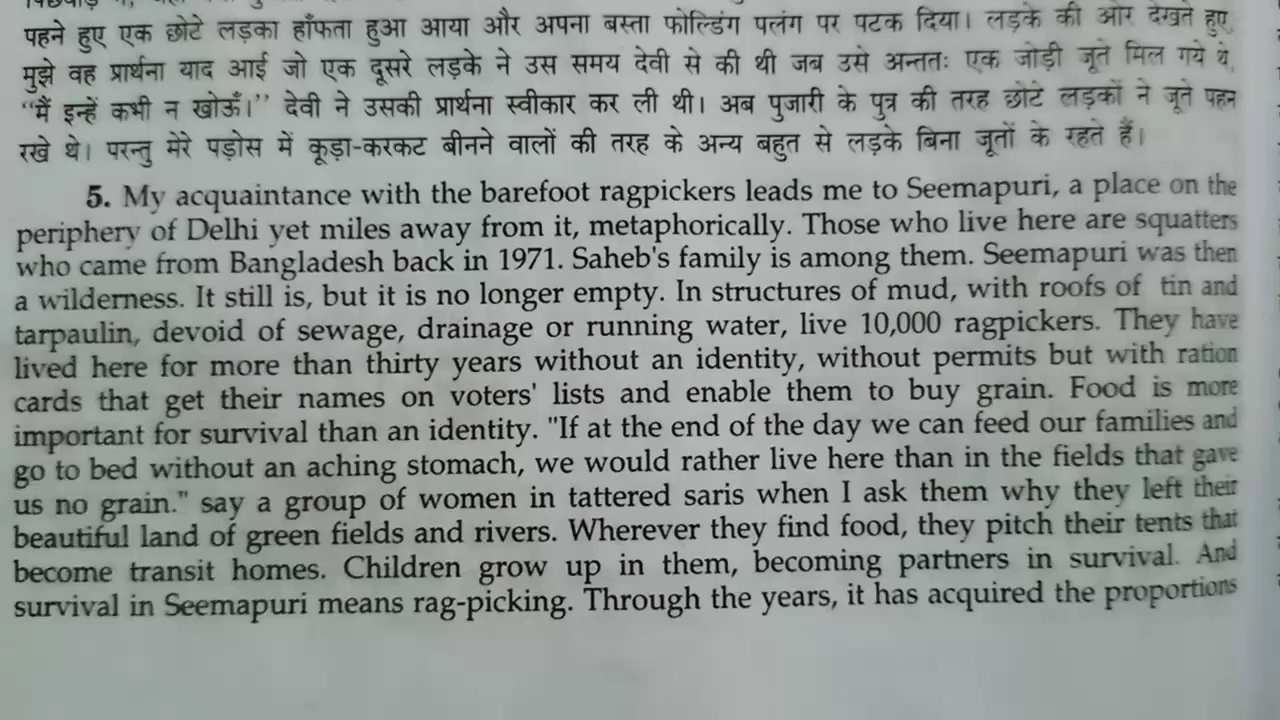 पहने हुए एक छोटे लड़का हाँफता हुआ आया और अपना बस्ता फोल्डिंग पलंग पर पटक दिया। लड़के की ओर देखते हुए
मुझे वह प्रार्थना याद आई जो एक दूसरे लड़के ने उस समय देवी से की थी जब उसे अन्ततः एक जोड़ी जूते मिल गये थे,
“मैं इन्हें कभी न खोऊँ।” देवी ने उसकी प्रार्थना स्वीकार कर ली थी। अब पुजारी के पुत्र की तरह छोटे लड़कों ने जूते पहन
रखे थे। परन्तु मेरे पड़ोस में कूड़ा-करकट बीनने वालों की तरह के अन्य बहुत से लड़के बिना जूतों के रहते हैं।
5. My acquaintance with the barefoot ragpickers leads me to Seemapuri, a place on the
periphery of Delhi yet miles away from it, metaphorically. Those who live here are squatters
who came from Bangladesh back in 1971. Saheb's family is among them. Seemapuri was then
a wilderness. It still is, but it is no longer empty. In structures of mud, with roofs of tin and
tarpaulin, devoid of sewage, drainage or running water, live 10,000 ragpickers. They have
lived here for more than thirty years without an identity, without permits but with ration
cards that get their names on voters' lists and enable them to buy grain. Food is more
important for survival than an identity. "If at the end of the day we can feed our families and
go to bed without an aching stomach, we would rather live here than in the fields that gave
us no grain." say a group of women in tattered saris when I ask them why they left their
beautiful land of green fields and rivers. Wherever they find food, they pitch their tents that
become transit homes. Children grow up in them, becoming partners in survival. And
survival in Seemapuri means rag-picking. Through the years, it has acquired the proportions